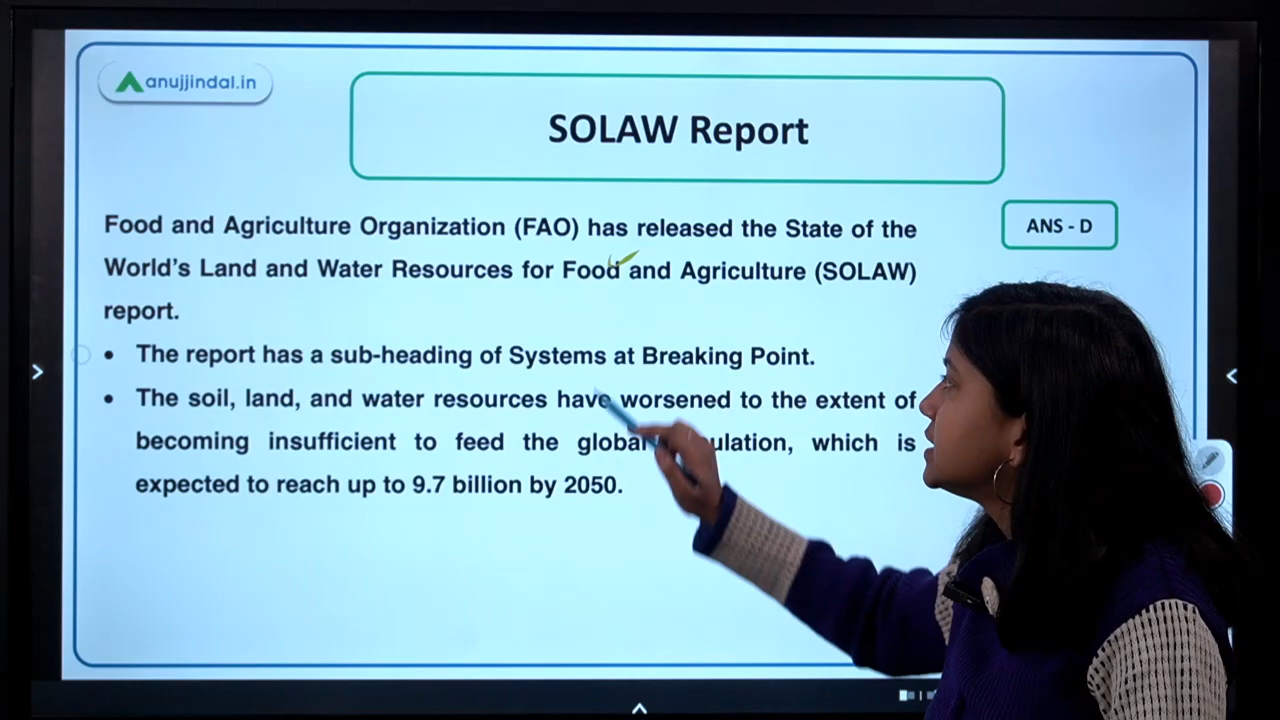 anujjindal.in
SOLAW Report
Food and Agriculture Organization (FAO) has released the State of the
World's Land and Water Resources for Food and Agriculture (SOLAW)
report.
ANS - D
• The report has a sub-heading of Systems at Breaking Point.
• The soil, land, and water resources have worsened to the extent of
becoming insufficient to feed the global which is
expected to reach up to 9.7 billion by 2050.